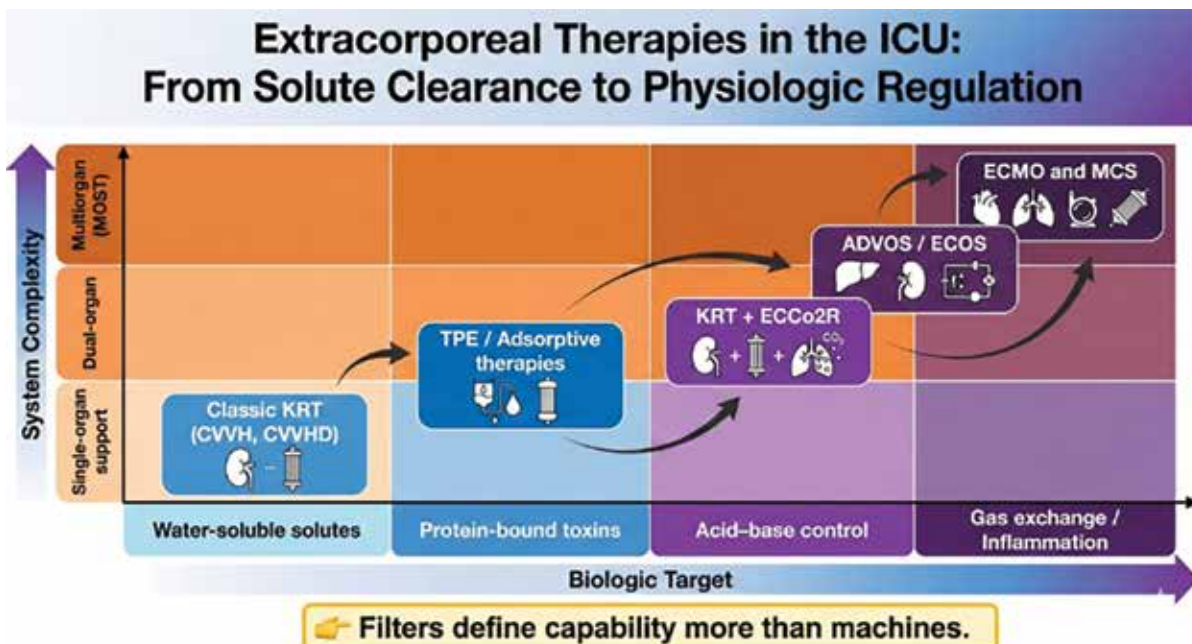 Extracorporeal Therapies in the ICU:
From Solute Clearance to Physiologic Regulation
System Complexity
Multiorgan
(MOST)
Dual-organ
Single-organ
support
ECMO and MCS
ADVOS / ECOS
KRT + ECCo2R
CO₂
TPE / Adsorptive
therapies
Classic KRT
(CVVH, CVVHD)
Water-soluble solutes
Protein-bound toxins
Acid–base control
Gas exchange /
Inflammation
Biologic Target
👉 Filters define capability more than machines.